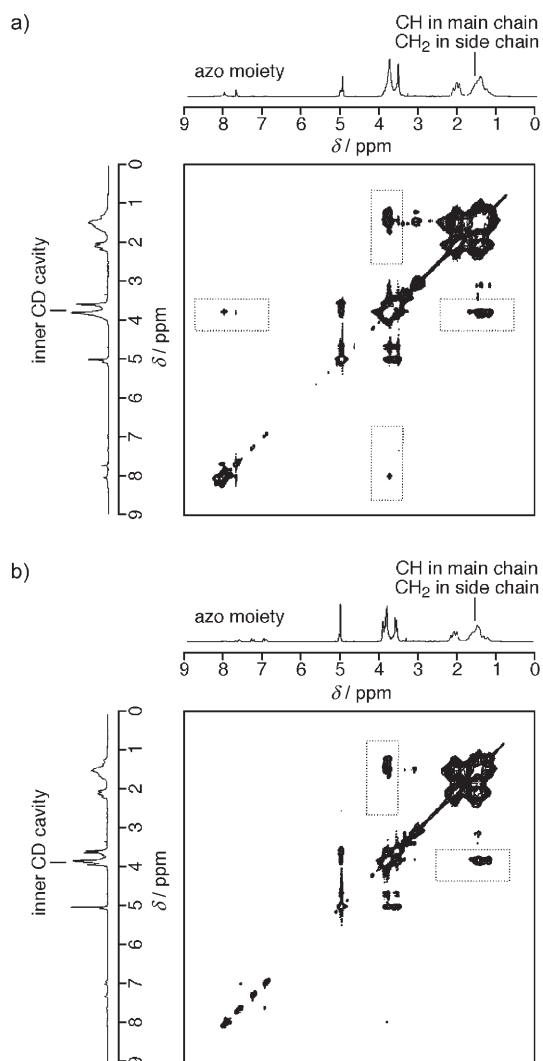 a)
CH in main chain
CH2 in side chain
azo moiety
9 8 7 6 5 4 3 2 1 0
δ / ppm
inner CD cavity
0
1
2
3
4
5
6
7
8
9
δ / ppm
b)
CH in main chain
CH2 in side chain
azo moiety
9 8 7 6 5 4 3 2 1 0
δ / ppm
inner CD cavity
0
1
2
3
4
5
6
7
8
δ / ppm